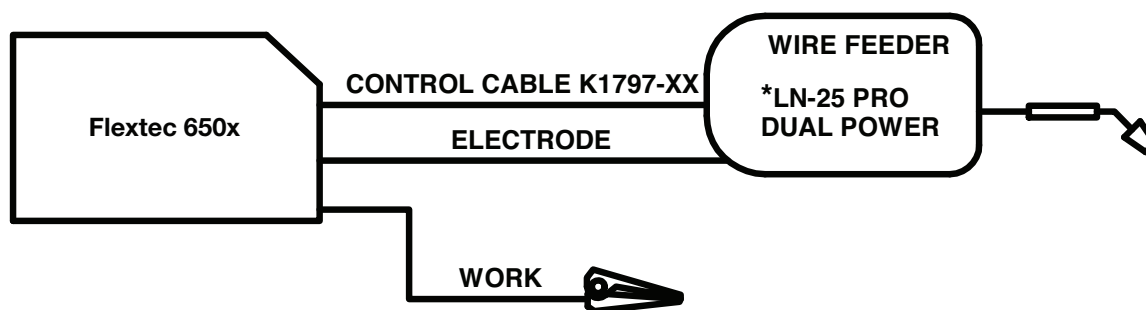 WIRE FEEDER
CONTROL CABLE K1797-XX
*LN-25 PRO
DUAL POWER
Flextec 650x
ELECTRODE
WORK